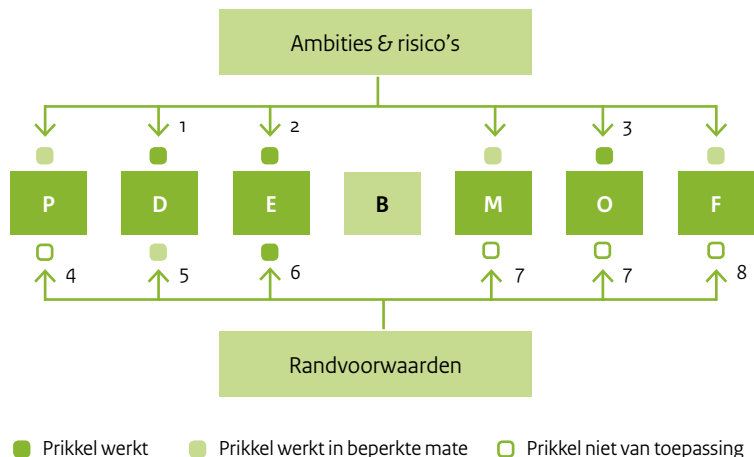 Ambities & risico's
1 2 3
P D E B M O F
4 5 6 7 7 8
Randvoorwaarden
Prikkel werkt Prikkel werkt in beperkte mate Prikkel niet van toepassing